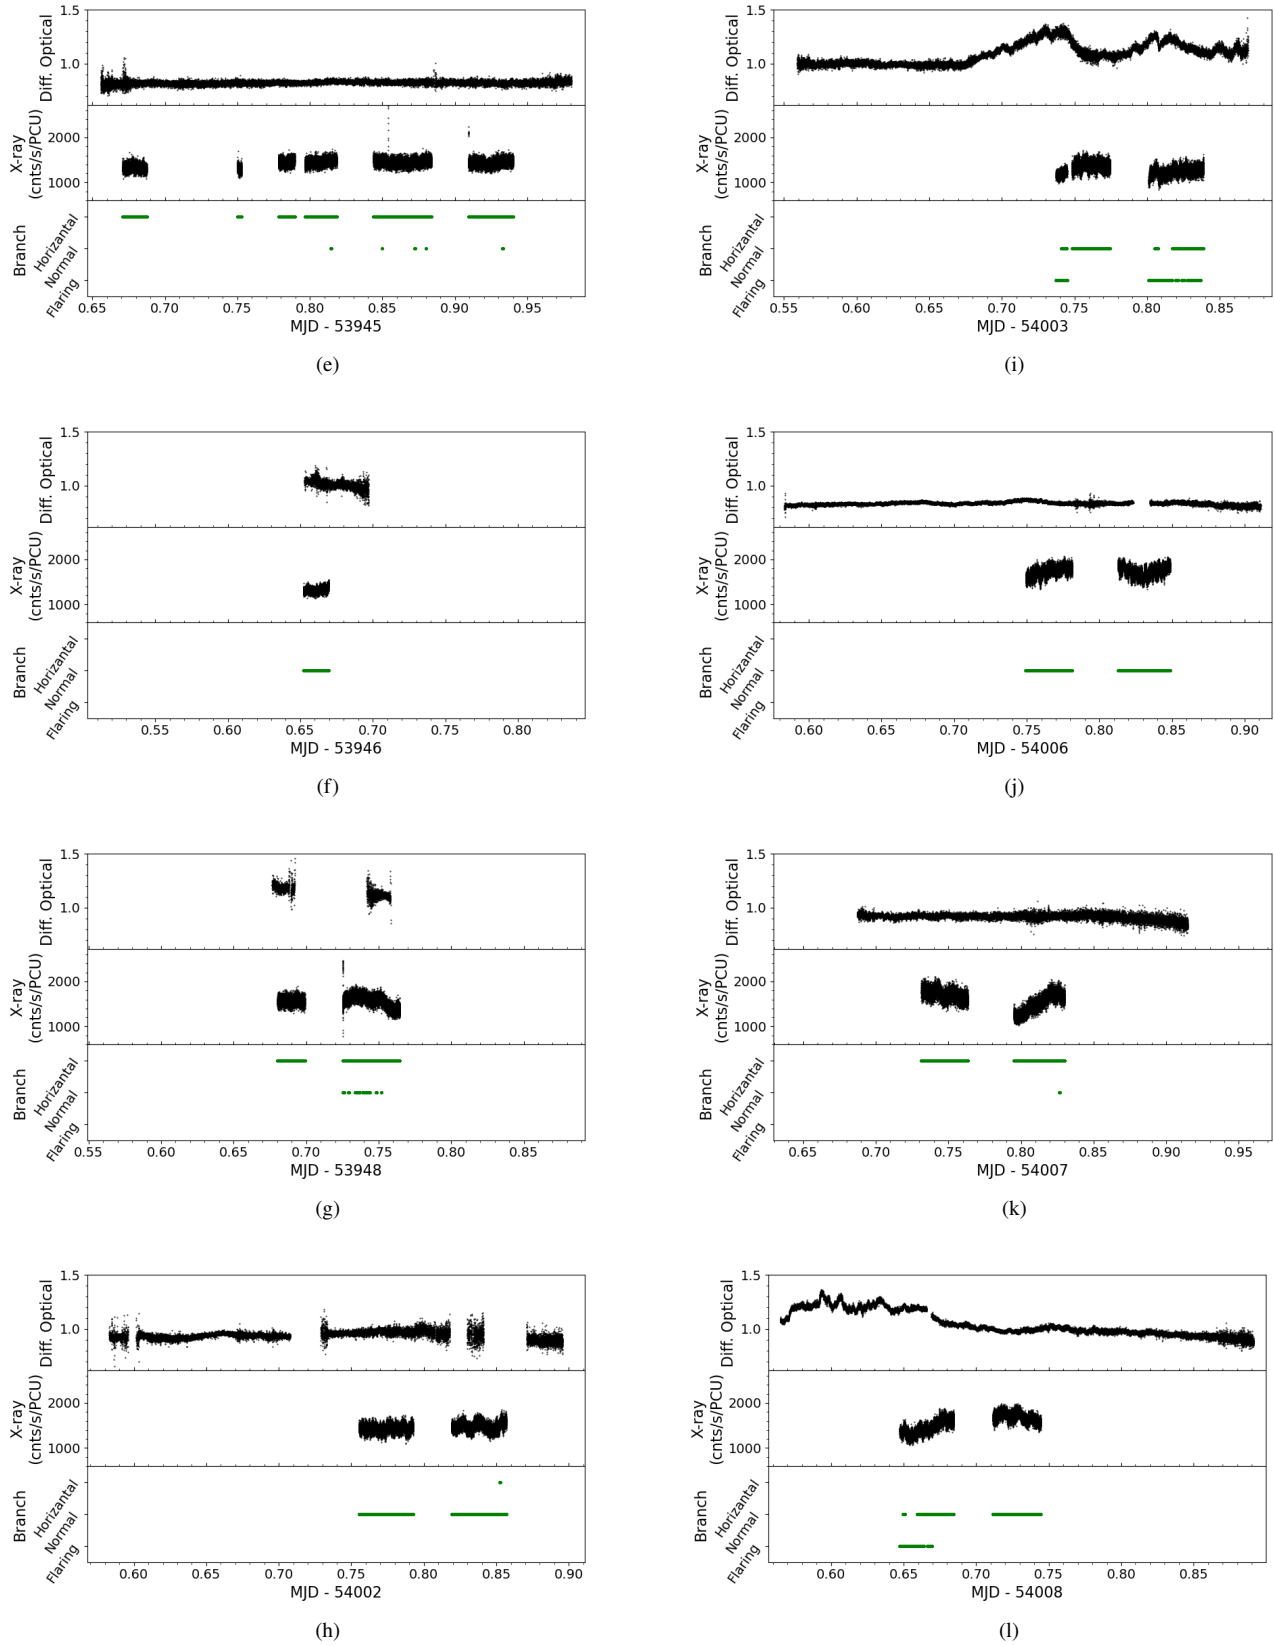 1.5
1.0
Diff. Optical
2000
1000
X-ray
(cnts/s/PCU)
Horizantal
Normal
Flaring
Branch
0.65 0.70 0.75 0.80 0.85 0.90 0.95
MJD - 53945
(e)
1.5
1.0
Diff. Optical
2000
1000
X-ray
(cnts/s/PCU)
Horizantal
Normal
Flaring
Branch
0.55 0.60 0.65 0.70 0.75 0.80 0.85
MJD - 54003
(i)
1.5
1.0
Diff. Optical
2000
1000
X-ray
(cnts/s/PCU)
Horizantal
Normal
Flaring
Branch
0.55 0.60 0.65 0.70 0.75 0.80
MJD - 53946
(f)
1.5
1.0
Diff. Optical
2000
1000
X-ray
(cnts/s/PCU)
Horizantal
Normal
Flaring
Branch
0.60 0.65 0.70 0.75 0.80 0.85 0.90
MJD - 54006
(j)
1.5
1.0
Diff. Optical
2000
1000
X-ray
(cnts/s/PCU)
Horizantal
Normal
Flaring
Branch
0.55 0.60 0.65 0.70 0.75 0.80 0.85
MJD - 53948
(g)
1.5
1.0
Diff. Optical
2000
1000
X-ray
(cnts/s/PCU)
Horizantal
Normal
Flaring
Branch
0.65 0.70 0.75 0.80 0.85 0.90 0.95
MJD - 54007
(k)
1.5
1.0
Diff. Optical
2000
1000
X-ray
(cnts/s/PCU)
Horizantal
Normal
Flaring
Branch
0.60 0.65 0.70 0.75 0.80 0.85 0.90
MJD - 54002
(h)
1.5
1.0
Diff. Optical
2000
1000
X-ray
(cnts/s/PCU)
Horizantal
Normal
Flaring
Branch
0.60 0.65 0.70 0.75 0.80 0.85
MJD - 54008
(l)